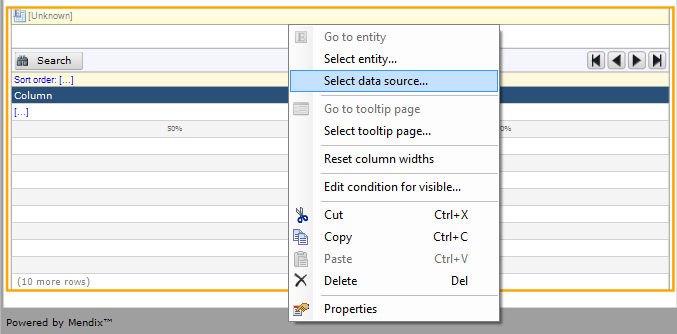 [Unknown]
Search
Sort order: [...]
Column
[...]
50%
0%
(10 more rows)
Go to entity
Select entity...
Select data source...
Go to tooltip page
Select tooltip page...
Reset column widths
Edit condition for visible...
Cut Ctrl+X
Copy Ctrl+C
Paste Ctrl+V
Delete Del
Properties
Powered by Mendix™